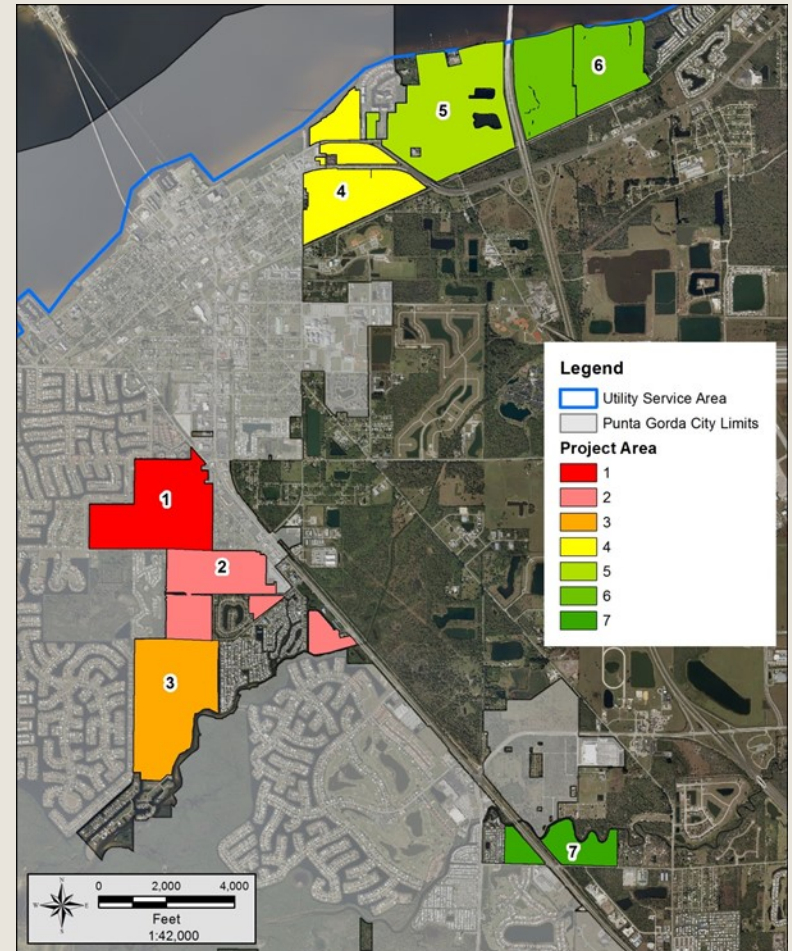 6
5
4
Legend
Utility Service Area
Punta Gorda City Limits
Project Area
1
2
3
4
5
6
7
1
2
3
7
N
W E
S
0 2,000 4,000
Feet
1:42,000